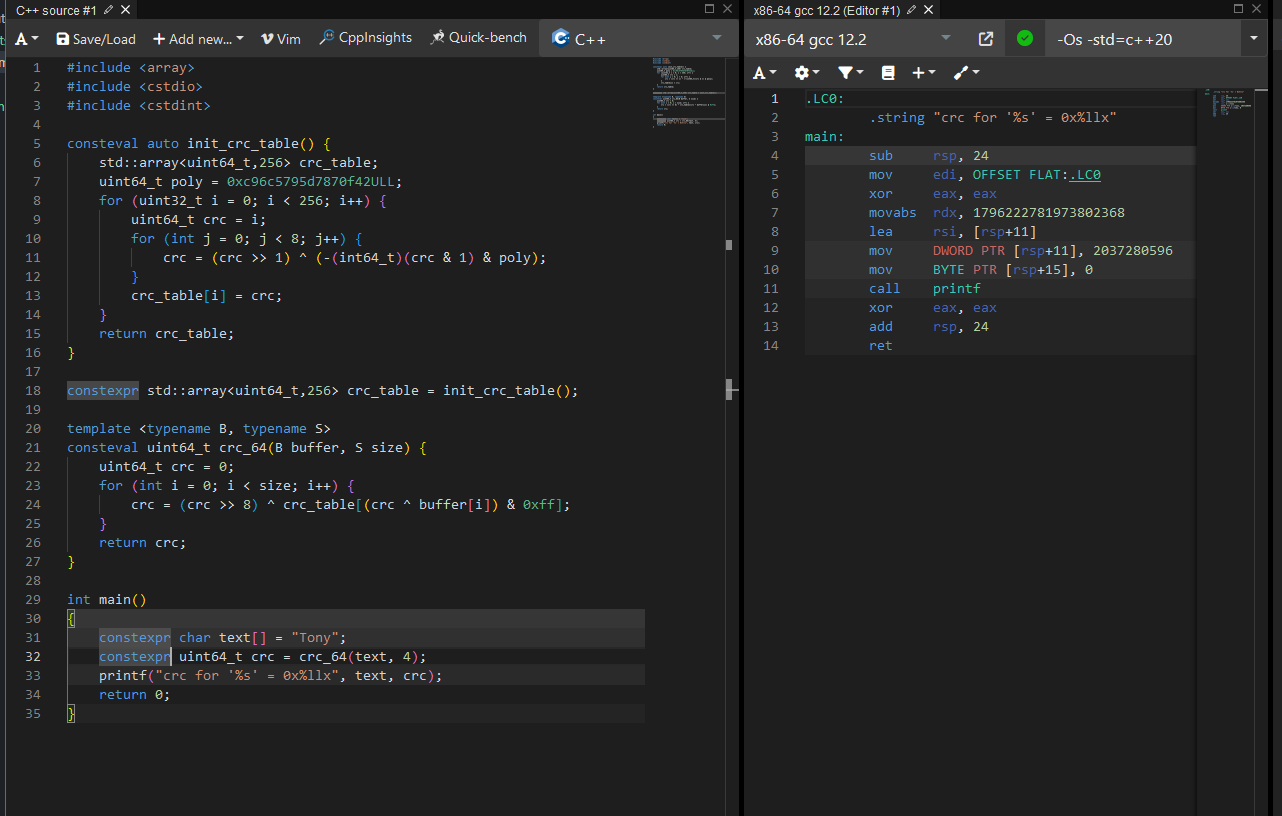 C++ source #1
A Save/Load Add new... Vim CppInsights Quick-bench C++
1 #include <array>
2 #include <cstdio>
3 #include <cstdint>
4
5 consteval auto init_crc_table() {
6 std::array<uint64_t,256> crc_table;
7 uint64_t poly = 0xc96c5795d7870f42ULL;
8 for (uint32_t i = 0; i < 256; i++) {
9 uint64_t crc = i;
10 for (int j = 0; j < 8; j++) {
11 crc = (crc >> 1) ^ (-(int64_t)(crc & 1) & poly);
12 }
13 crc_table[i] = crc;
14 }
15 return crc_table;
16 }
17
18 constexpr std::array<uint64_t,256> crc_table = init_crc_table();
19
20 template <typename B, typename S>
21 consteval uint64_t crc_64(B buffer, S size) {
22 uint64_t crc = 0;
23 for (int i = 0; i < size; i++) {
24 crc = (crc >> 8) ^ crc_table[(crc ^ buffer[i]) & 0xff];
25 }
26 return crc;
27 }
28
29 int main()
30 {
31 constexpr char text[] = "Tony";
32 constexpr uint64_t crc = crc_64(text, 4);
33 printf("crc for '%s' = 0x%llx", text, crc);
34 return 0;
35 }
x86-64 gcc 12.2 (Editor #1)
x86-64 gcc 12.2 -Os -std=c++20
A
1 .LC0:
2 .string "crc for '%s' = 0x%llx"
3 main:
4 sub rsp, 24
5 mov edi, OFFSET FLAT:.LC0
6 xor eax, eax
7 movabs rdx, 1796222781973802368
8 lea rsi, [rsp+11]
9 mov DWORD PTR [rsp+11], 2037280596
10 mov BYTE PTR [rsp+15], 0
11 call printf
12 xor eax, eax
13 add rsp, 24
14 ret